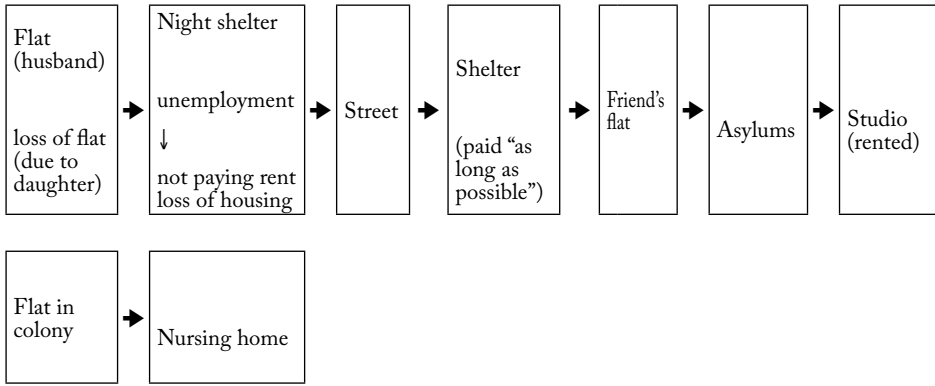 Flat
(husband)
loss of flat
(due to
daughter)
Night shelter
unemployment
↓
not paying rent
loss of housing
Street
Shelter
(paid “as
long as
possible”)
Friend's
flat
Asylums
Studio
(rented)
Flat in
colony
Nursing home